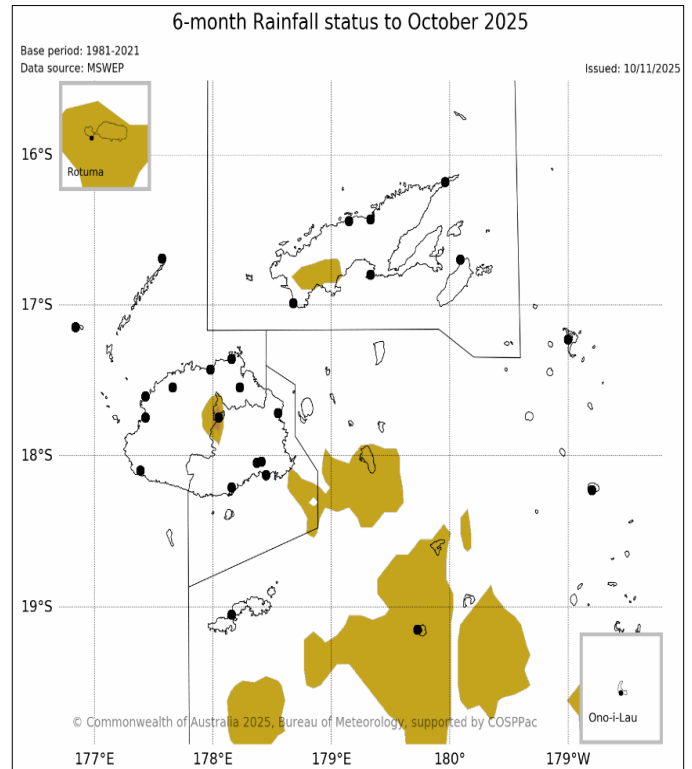 6-month Rainfall status to October 2025
Base period: 1981-2021
Data source: MSWEP
Issued: 10/11/2025
Rotuma
16°S
17°S
18°S
19°S
Ono-i-Lau
© Commonwealth of Australia 2025, Bureau of Meteorology, supported by COSPPac
177°E 178°E 179°E 180° 179°W